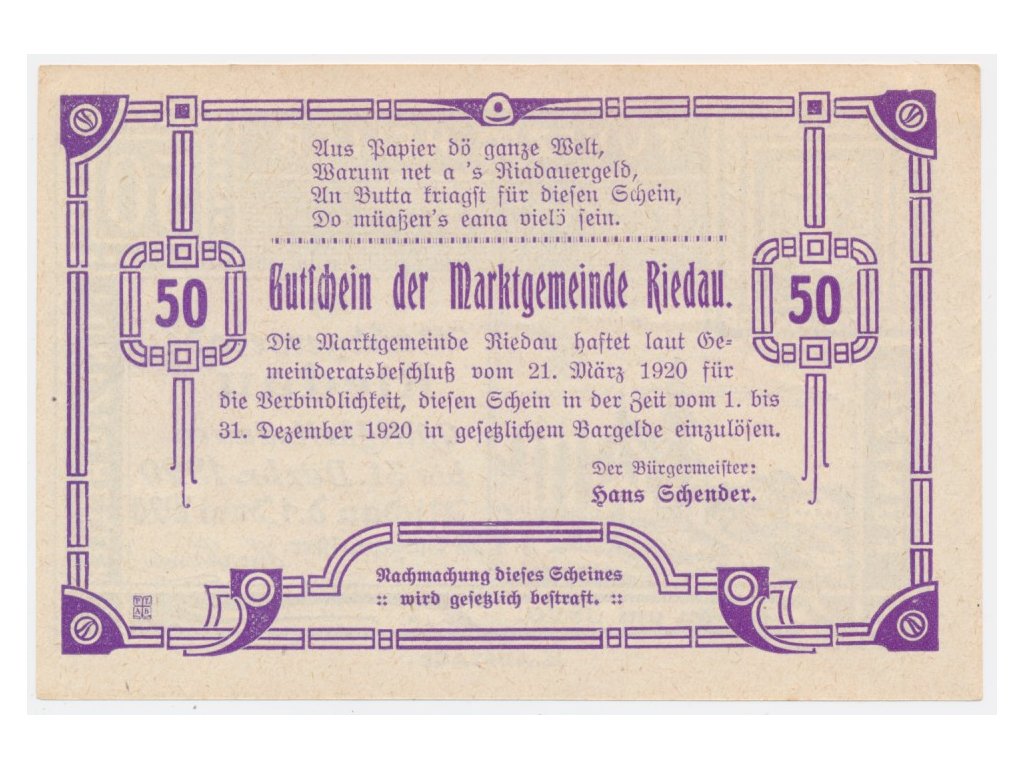 Aus Papier dö ganze Welt,
Warum net a 's Riadauergeld,
An Butta kriagst für diesen Schein,
Do müaßen's eana vielö sein.
Gutschein der Marktgemeinde Riedau.
50
50
Die Marktgemeinde Riedau haftet laut Ge-
meinderatsbeschluß vom 21. März 1920 für
die Verbindlichkeit, diesen Schein in der Zeit vom 1. bis
31. Dezember 1920 in gesetzlichem Bargelde einzulösen.
Der Bürgermeister:
Hans Schender.
Nachmachung dieses Scheines
:: wird gesetzlich bestraft. ::